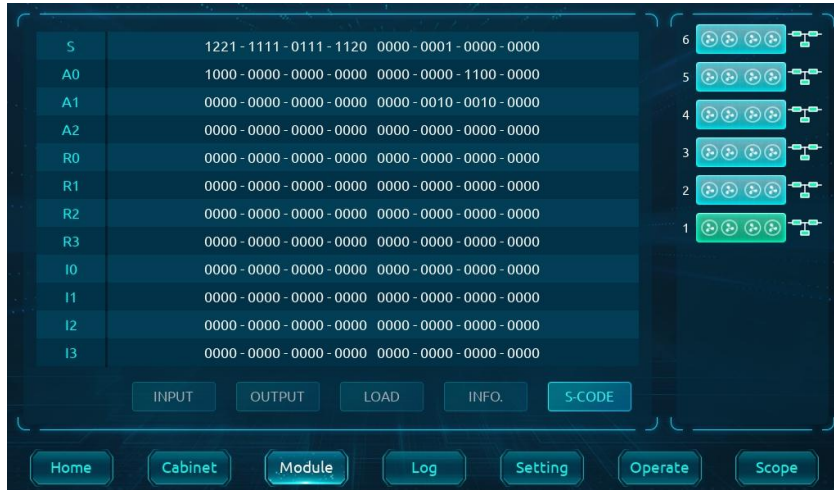 S 1221 - 1111 - 0111 - 1120 0000 - 0001 - 0000 - 0000
A0 1000 - 0000 - 0000 - 0000 0000 - 0000 - 1100 - 0000
A1 0000 - 0000 - 0000 - 0000 0000 - 0010 - 0010 - 0000
A2 0000 - 0000 - 0000 - 0000 0000 - 0000 - 0000 - 0000
R0 0000 - 0000 - 0000 - 0000 0000 - 0000 - 0000 - 0000
R1 0000 - 0000 - 0000 - 0000 0000 - 0000 - 0000 - 0000
R2 0000 - 0000 - 0000 - 0000 0000 - 0000 - 0000 - 0000
R3 0000 - 0000 - 0000 - 0000 0000 - 0000 - 0000 - 0000
I0 0000 - 0000 - 0000 - 0000 0000 - 0000 - 0000 - 0000
I1 0000 - 0000 - 0000 - 0000 0000 - 0000 - 0000 - 0000
I2 0000 - 0000 - 0000 - 0000 0000 - 0000 - 0000 - 0000
I3 0000 - 0000 - 0000 - 0000 0000 - 0000 - 0000 - 0000
INPUT OUTPUT LOAD INFO. S-CODE
6
5
4
3
2
1
Home Cabinet Module Log Setting Operate Scope